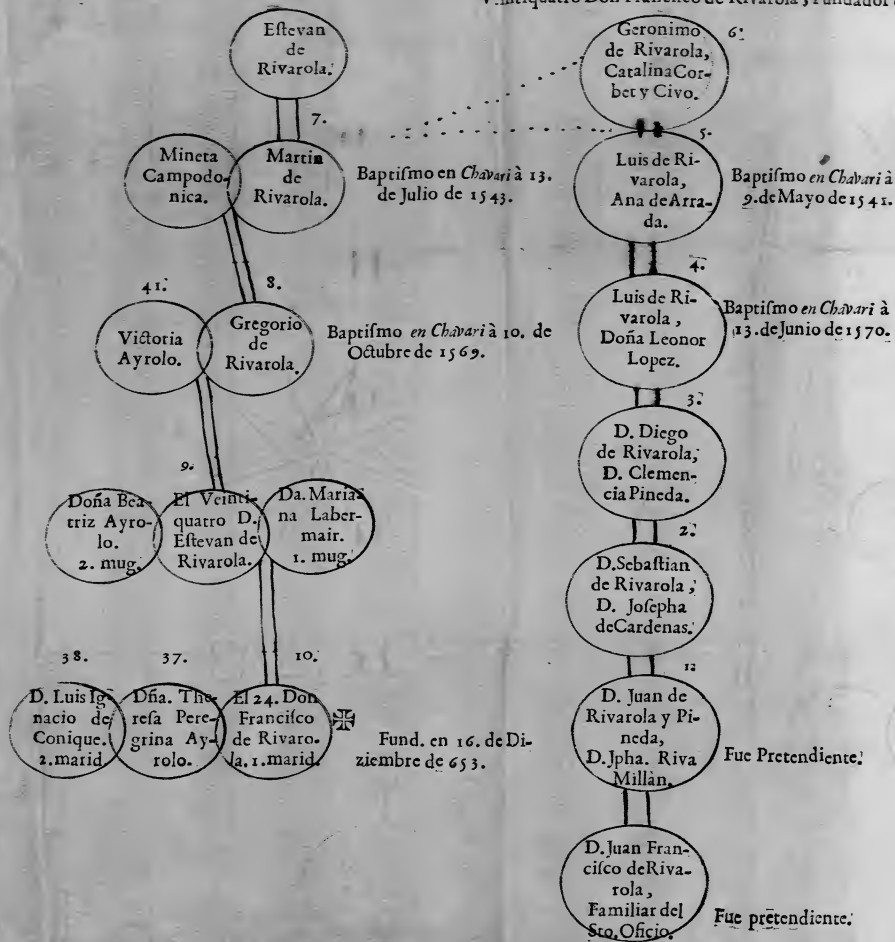 Veintiquatro Don Francisco de Rivarola, y Fundador
Eſtevan
de
Rivarola.
7.
Mineta
Campodo-
nica.
Martin
de
Rivarola.
Baptiſmo en Chavari à 13.
de Julio de 1543.
41.
8.
Victoria
Ayrolo.
Gregorio
de
Rivarola.
Baptiſmo en Chavari à 10. de
Octubre de 1569.
9.
Doña Bea-
triz Ayro-
lo.
2. mug.
El Veinti-
quatro D.
Eſtevan de
Rivarola.
Da. Maria-
na Laber-
mair.
1. mug.
38.
37.
10.
D. Luis Ig-
nacio de
Conique.
2. marid
Dña. The-
reſa Pere-
grina Ay-
rolo.
El 24. Don
Franciſco
de Rivaro-
la, 1. marid.
Fund. en 16. de Di-
ziembre de 653.
6.
Geronimo
de Rivarola,
Catalina Cor-
bet y Civo.
5.
Luis de Ri-
varola,
Ana de Arra-
da.
Baptiſmo en Chavari à
9. de Mayo de 1541.
4.
Luis de Ri-
varola,
Doña Leonor
Lopez.
Baptiſmo en Chavari à
13. de Junio de 1570.
3.
D. Diego
de Rivarola,
D. Clemen-
cia Pineda.
2.
D. Sebaſtian
de Rivarola,
D. Joſepha
de Cardenas.
1.
D. Juan de
Rivarola y Pi-
neda,
D. Jpha. Riva
Millàn.
Fue Pretendiente.
D. Juan Fran-
ciſco de Riva-
rola,
Familiar del
Sto. Oficio.
Fue pretendiente.